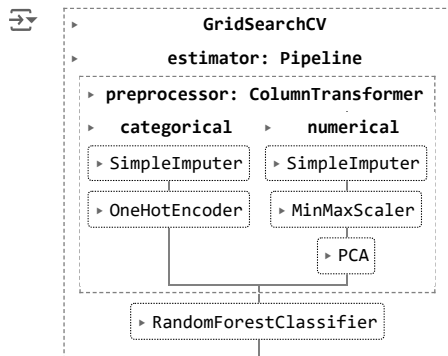 GridSearchCV
estimator: Pipeline
preprocessor: ColumnTransformer
categorical numerical
SimpleImputer SimpleImputer
OneHotEncoder MinMaxScaler
PCA
RandomForestClassifier